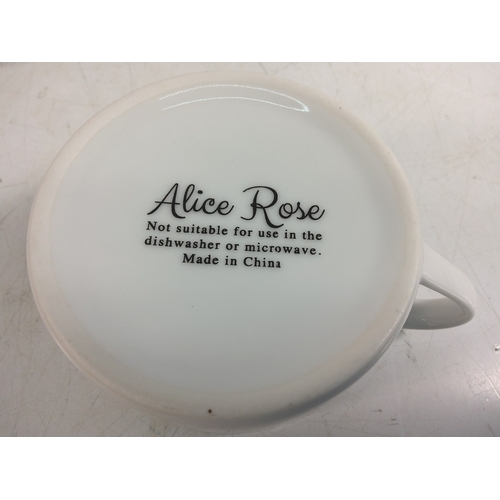 Alice Rose
Not suitable for use in the
dishwasher or microwave.
Made in China